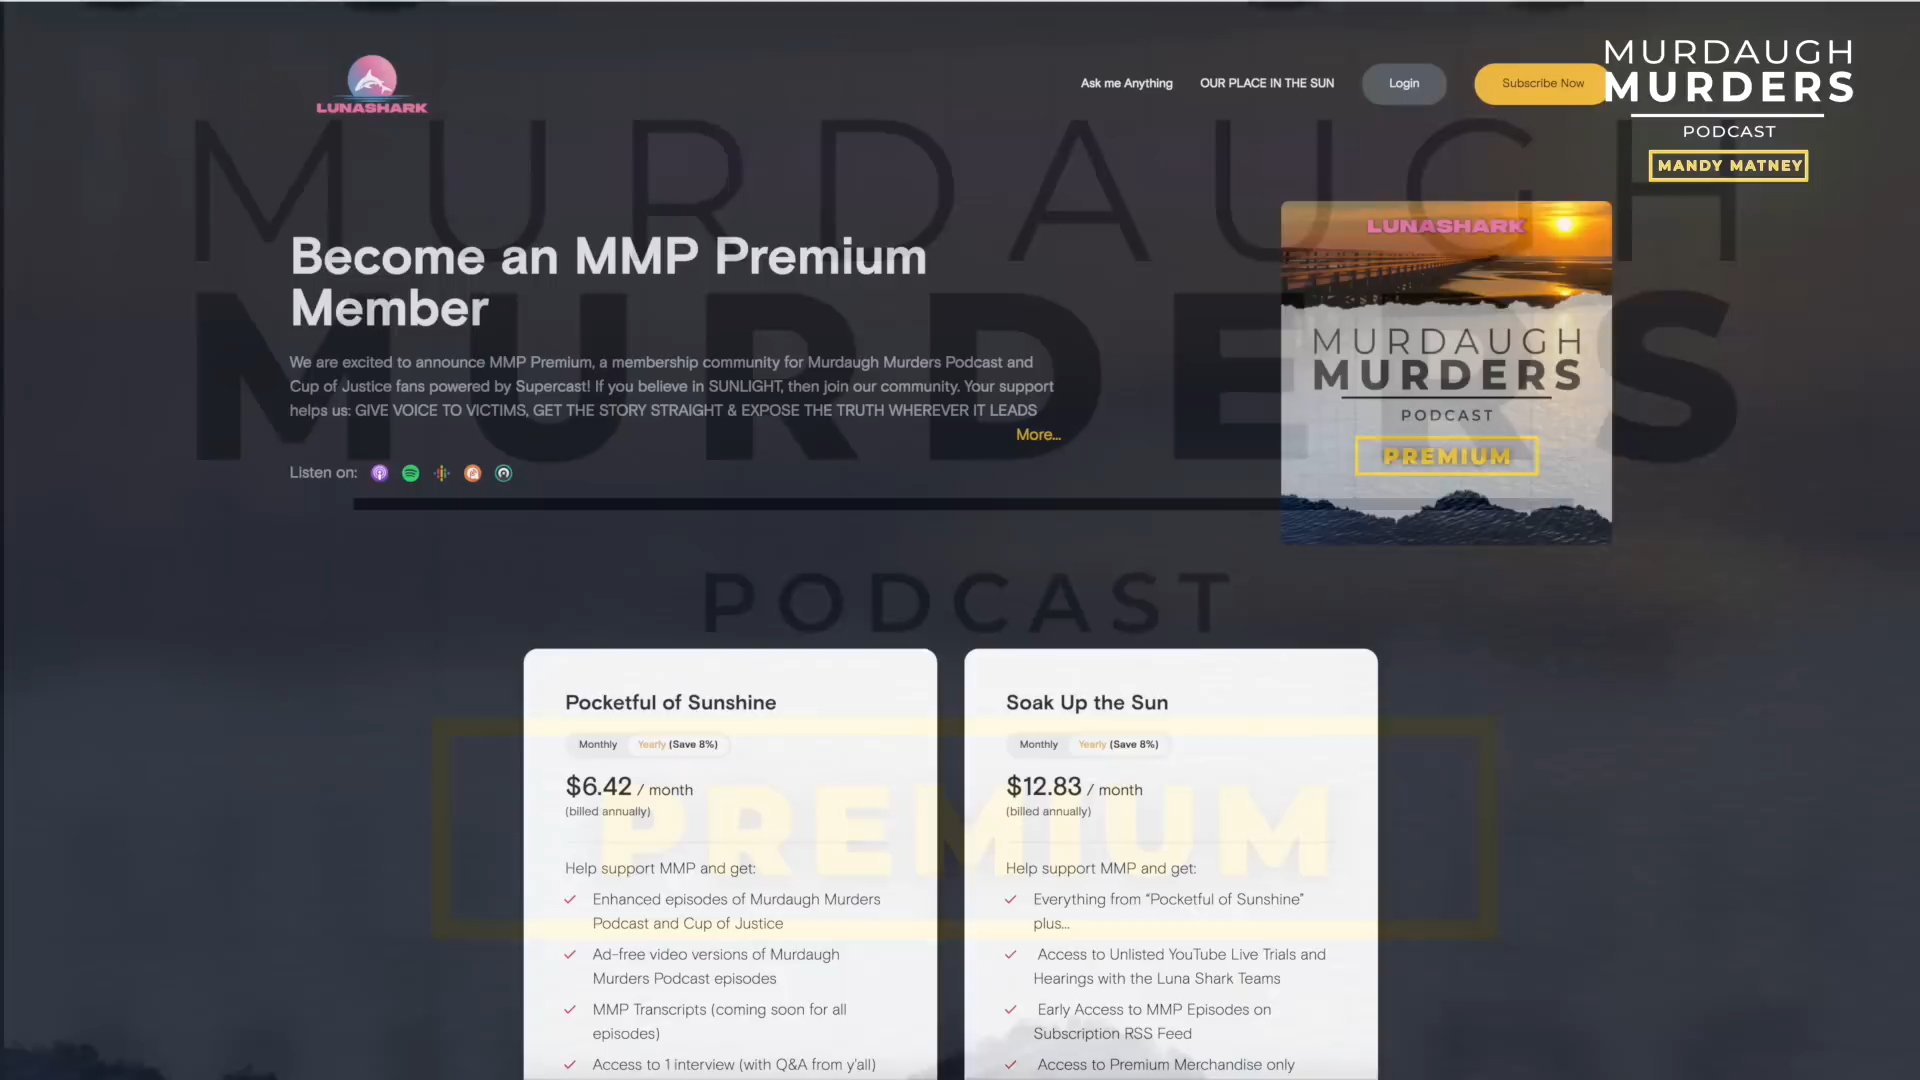 LUNASHARK
Ask me Anything
OUR PLACE IN THE SUN
Login
Subscribe Now
MURDAUGH
MURDERS
PODCAST
MANDY MATNEY
MURDAUGH
MURDERS
PODCAST
PREMIUM
Become an MMP Premium
Member
We are excited to announce MMP Premium, a membership community for Murdaugh Murders Podcast and
Cup of Justice fans powered by Supercast! If you believe in SUNLIGHT, then join our community. Your support
helps us: GIVE VOICE TO VICTIMS, GET THE STORY STRAIGHT & EXPOSE THE TRUTH WHEREVER IT LEADS
More...
Listen on:
LUNASHARK
MURDAUGH
MURDERS
PODCAST
PREMIUM
Pocketful of Sunshine
Monthly Yearly (Save 8%)
$6.42 / month
(billed annually)
Help support MMP and get:
Enhanced episodes of Murdaugh Murders
Podcast and Cup of Justice
Ad-free video versions of Murdaugh
Murders Podcast episodes
MMP Transcripts (coming soon for all
episodes)
Access to 1 interview (with Q&A from y'all)
Soak Up the Sun
Monthly Yearly (Save 8%)
$12.83 / month
(billed annually)
Help support MMP and get:
Everything from “Pocketful of Sunshine”
plus...
Access to Unlisted YouTube Live Trials and
Hearings with the Luna Shark Teams
Early Access to MMP Episodes on
Subscription RSS Feed
Access to Premium Merchandise only